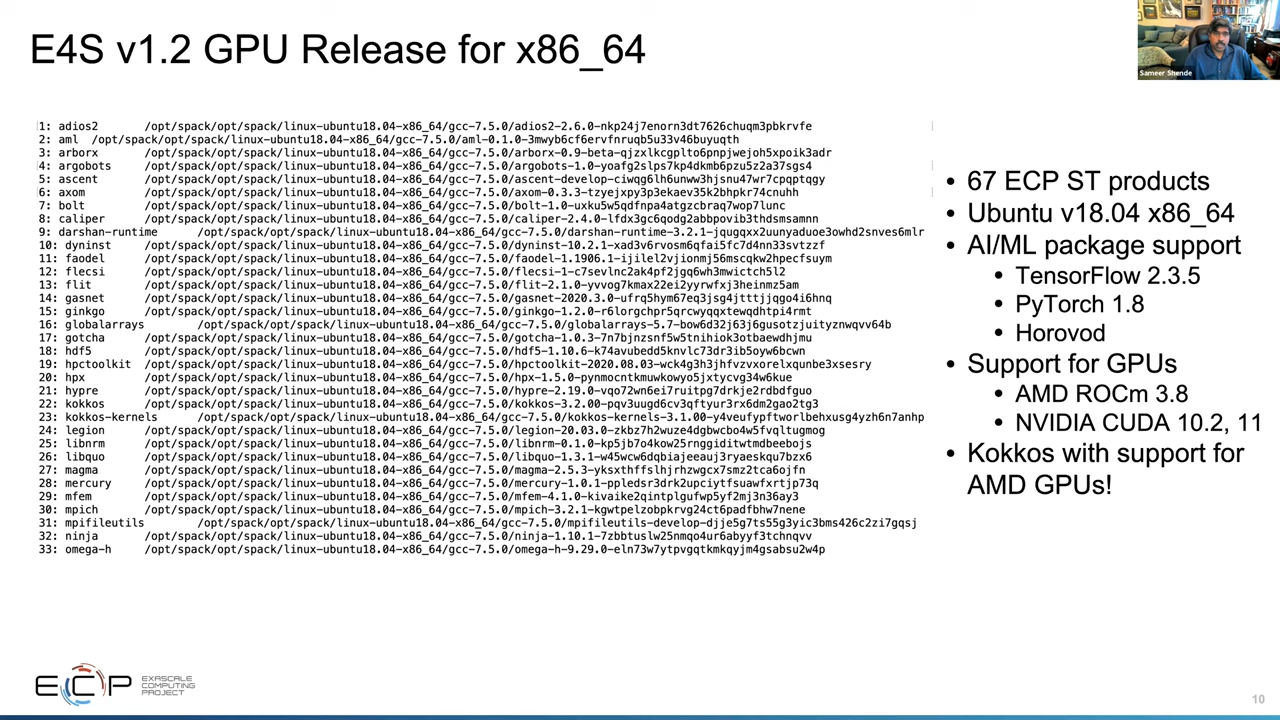 E4S v1.2 GPU Release for x86_64
Sameer Shende
1: adios2 /opt/spack/opt/spack/linux-ubuntu18.04-x86_64/gcc-7.5.0/adios2-2.6.0-nkp24j7enorn3dt7626chuqm3pbkrvfe
2: aml /opt/spack/opt/spack/linux-ubuntu18.04-x86_64/gcc-7.5.0/aml-0.1.0-3mwyb6cf6ervfnruqb5u33v46buyuqth
3: arborx /opt/spack/opt/spack/linux-ubuntu18.04-x86_64/gcc-7.5.0/arborx-0.9-beta-qjzxlkcgplto6pnpjwejoh5xpoik3adr
4: argobots /opt/spack/opt/spack/linux-ubuntu18.04-x86_64/gcc-7.5.0/argobots-1.0-yoafg2slps7kp4dkmb6pzu5z2a37sgs4
5: ascent /opt/spack/opt/spack/linux-ubuntu18.04-x86_64/gcc-7.5.0/ascent-develop-ciwqg6lh6unww3hjsnu47wr7cpqptqgy
6: axom /opt/spack/opt/spack/linux-ubuntu18.04-x86_64/gcc-7.5.0/axom-0.3.3-tzyejxpy3p3ekaev35k2bhpkr74cnuhh
7: bolt /opt/spack/opt/spack/linux-ubuntu18.04-x86_64/gcc-7.5.0/bolt-1.0-uxku5w5qdfnpa4atgzcbraq7wop7lunc
8: caliper /opt/spack/opt/spack/linux-ubuntu18.04-x86_64/gcc-7.5.0/caliper-2.4.0-lfdx3gc6qodg2abbpovib3thdsmsamnn
9: darshan-runtime /opt/spack/opt/spack/linux-ubuntu18.04-x86_64/gcc-7.5.0/darshan-runtime-3.2.1-jqugqxx2uunyaduoe3owhd2snves6mlr
10: dyninst /opt/spack/opt/spack/linux-ubuntu18.04-x86_64/gcc-7.5.0/dyninst-10.2.1-xad3v6rvosm6qfai5fc7d4nn33svtzzf
11: faodel /opt/spack/opt/spack/linux-ubuntu18.04-x86_64/gcc-7.5.0/faodel-1.1906.1-ijilel2vjionmj56mscqkw2hpecfsuym
12: flecsi /opt/spack/opt/spack/linux-ubuntu18.04-x86_64/gcc-7.5.0/flecsi-1-c7sevlnc2ak4pf2jgq6wh3mwictch5l2
13: flit /opt/spack/opt/spack/linux-ubuntu18.04-x86_64/gcc-7.5.0/flit-2.1.0-yvvog7kmax22ei2yyrwfxj3heinmz5am
14: gasnet /opt/spack/opt/spack/linux-ubuntu18.04-x86_64/gcc-7.5.0/gasnet-2020.3.0-ufrq5hym67eq3jsg4jtttjjqgo4i6hnq
15: ginkgo /opt/spack/opt/spack/linux-ubuntu18.04-x86_64/gcc-7.5.0/ginkgo-1.2.0-r6lorgchpr5qrcwyqqxtewqdhtpi4rmt
16: globalarrays /opt/spack/opt/spack/linux-ubuntu18.04-x86_64/gcc-7.5.0/globalarrays-5.7-bow6d32j63j6gusotzjuityznwqvv64b
17: gotcha /opt/spack/opt/spack/linux-ubuntu18.04-x86_64/gcc-7.5.0/gotcha-1.0.3-7n7bjnzsnf5w5tnihiok3otbaewdhjmu
18: hdf5 /opt/spack/opt/spack/linux-ubuntu18.04-x86_64/gcc-7.5.0/hdf5-1.10.6-k74avubedd5knvlc73dr3ib5oyw6bcwn
19: hpctoolkit /opt/spack/opt/spack/linux-ubuntu18.04-x86_64/gcc-7.5.0/hpctoolkit-2020.08.03-wck4g3h3jhfvzvxorelxqunbe3xsesry
20: hpx /opt/spack/opt/spack/linux-ubuntu18.04-x86_64/gcc-7.5.0/hpx-1.5.0-pynmocntkmuwkowyo5jxtycvg34w6kue
21: hypre /opt/spack/opt/spack/linux-ubuntu18.04-x86_64/gcc-7.5.0/hypre-2.19.0-vqo72wn6ei7ruitpg7drkje2rdbdfguo
22: kokkos /opt/spack/opt/spack/linux-ubuntu18.04-x86_64/gcc-7.5.0/kokkos-3.2.00-pqv3uugd6cv3qftyur3rx6dm2gao2tg3
23: kokkos-kernels /opt/spack/opt/spack/linux-ubuntu18.04-x86_64/gcc-7.5.0/kokkos-kernels-3.1.00-y4veufypftworlbehxusg4yzh6n7anhp
24: legion /opt/spack/opt/spack/linux-ubuntu18.04-x86_64/gcc-7.5.0/legion-20.03.0-zkbz7h2wuze4dgbwcbo4w5fvqltugmog
25: libnrm /opt/spack/opt/spack/linux-ubuntu18.04-x86_64/gcc-7.5.0/libnrm-0.1.0-kp5jb7o4kow25rnggiditwtmdbeebojs
26: libquo /opt/spack/opt/spack/linux-ubuntu18.04-x86_64/gcc-7.5.0/libquo-1.3.1-w45wcw6dqbiajeeauj3ryaeskqu7bzx6
27: magma /opt/spack/opt/spack/linux-ubuntu18.04-x86_64/gcc-7.5.0/magma-2.5.3-yksxthffslhjrhzwgcx7smz2tca6ojfn
28: mercury /opt/spack/opt/spack/linux-ubuntu18.04-x86_64/gcc-7.5.0/mercury-1.0.1-ppledsr3drk2upciytfsuawfxrtjp73q
29: mfem /opt/spack/opt/spack/linux-ubuntu18.04-x86_64/gcc-7.5.0/mfem-4.1.0-kivaike2qintplgufwp5yf2mj3n36ay3
30: mpich /opt/spack/opt/spack/linux-ubuntu18.04-x86_64/gcc-7.5.0/mpich-3.2.1-kgwtpelzobpkrvg24ct6padfbhw7nene
31: mpifileutils /opt/spack/opt/spack/linux-ubuntu18.04-x86_64/gcc-7.5.0/mpifileutils-develop-djje5g7ts55g3yic3bms426c2zi7gqsj
32: ninja /opt/spack/opt/spack/linux-ubuntu18.04-x86_64/gcc-7.5.0/ninja-1.10.1-7zbbtuslw25nmqo4ur6abyyf3tchnqvv
33: omega-h /opt/spack/opt/spack/linux-ubuntu18.04-x86_64/gcc-7.5.0/omega-h-9.29.0-eln73w7ytpvgqtkmkqyjm4gsabsu2w4p
• 67 ECP ST products
• Ubuntu v18.04 x86_64
• AI/ML package support
• TensorFlow 2.3.5
• PyTorch 1.8
• Horovod
• Support for GPUs
• AMD ROCm 3.8
• NVIDIA CUDA 10.2, 11
• Kokkos with support for
AMD GPUs!
ECP
EXASCALE
COMPUTING
PROJECT
10